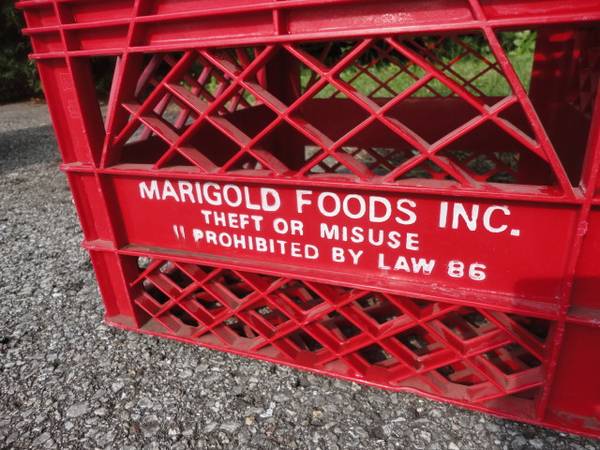 MARIGOLD FOODS INC.
THEFT OR MISUSE
11 PROHIBITED BY LAW 86